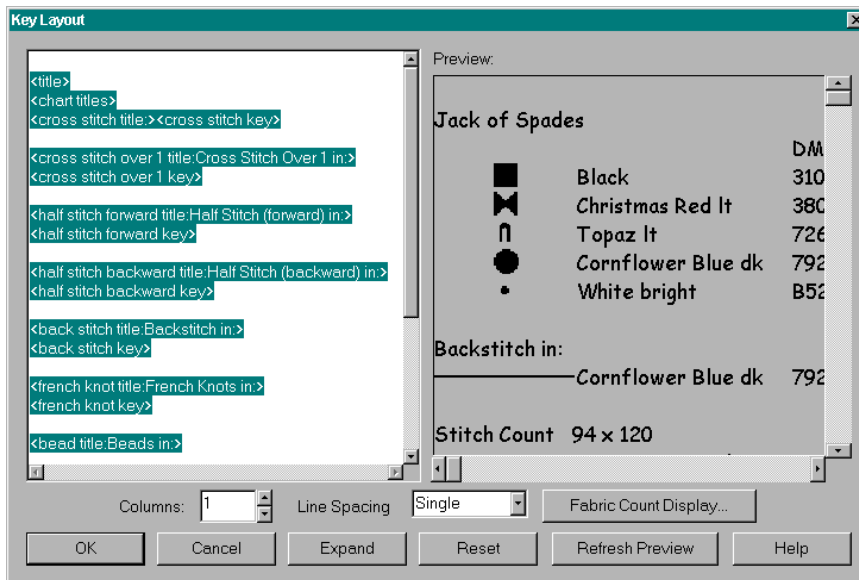 Key Layout
<title>
<chart titles>
<cross stitch title:><cross stitch key>
<cross stitch over 1 title:Cross Stitch Over 1 in:>
<cross stitch over 1 key>
<half stitch forward title:Half Stitch (forward) in:>
<half stitch forward key>
<half stitch backward title:Half Stitch (backward) in:>
<half stitch backward key>
<back stitch title:Backstitch in:>
<back stitch key>
<french knot title:French Knots in:>
<french knot key>
<bead title:Beads in:>
Preview:
Jack of Spades
DM
Black 310
Christmas Red lt 380
Topaz lt 726
Cornflower Blue dk 792
White bright B52
Backstitch in:
Cornflower Blue dk 792
Stitch Count 94 x 120
Columns: 1 Line Spacing Single Fabric Count Display...
OK Cancel Expand Reset Refresh Preview Help